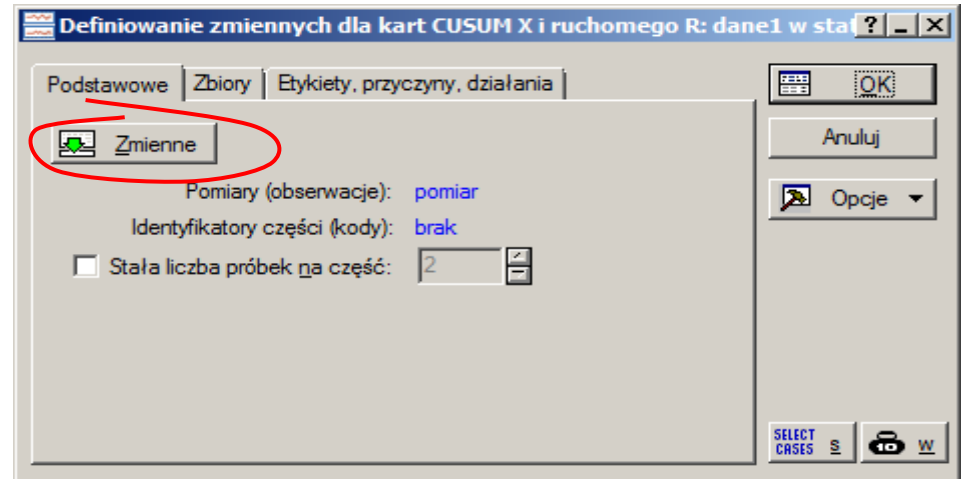 Definiowanie zmiennych dla kart CUSUM X i ruchomego R: dane1 w stat
Podstawowe Zbiory Etykiety, przyczyny, działania
OK
Zmienne
Anuluj
Pomiary (obserwacje): pomiar
Opcje
Identyfikatory części (kody): brak
Stała liczba próbek na część: 2
SELECT CASES S
10 W